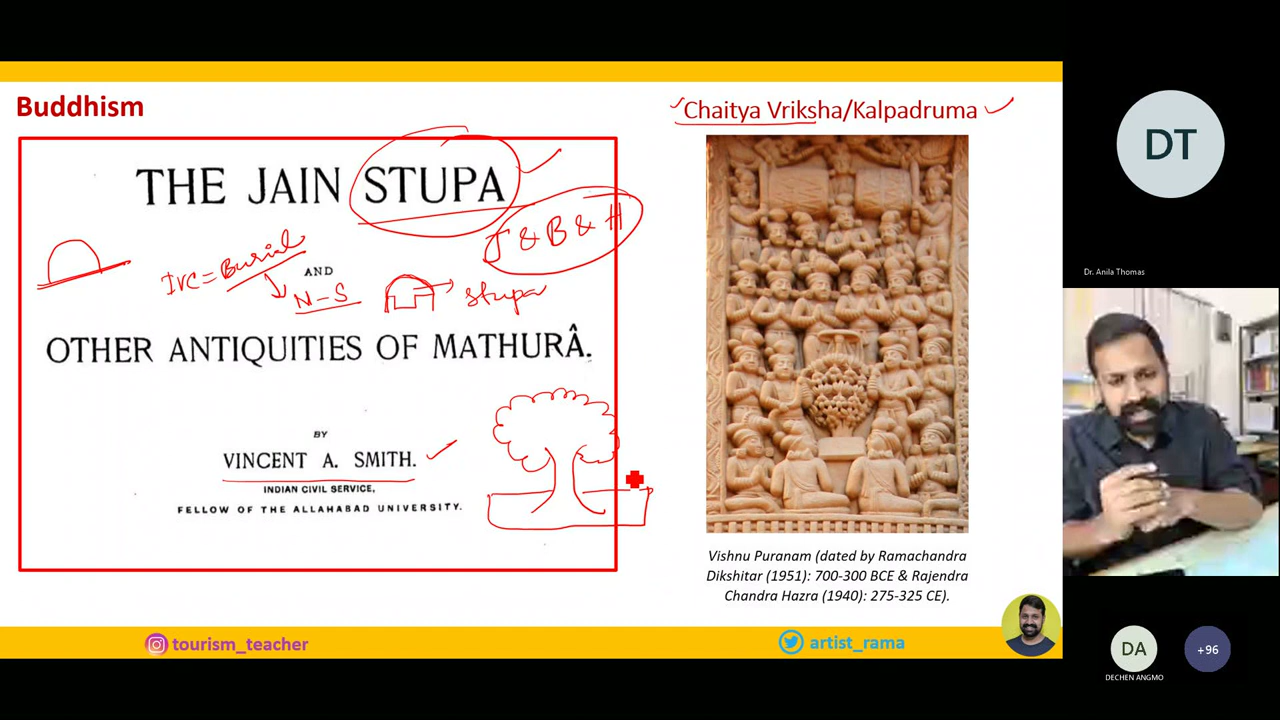 Buddhism
Chaitya Vriksha/Kalpadruma
THE JAIN STUPA
J & B & H
IVC = Burial
AND
N-S
Stupa
OTHER ANTIQUITIES OF MATHURÂ.
BY
VINCENT A. SMITH.
INDIAN CIVIL SERVICE,
FELLOW OF THE ALLAHABAD UNIVERSITY.
Vishnu Puranam (dated by Ramachandra
Dikshitar (1951): 700-300 BCE & Rajendra
Chandra Hazra (1940): 275-325 CE).
tourism_teacher
artist_rama
DT
Dr. Anila Thomas
DA
+96
DECHEN ANGMO